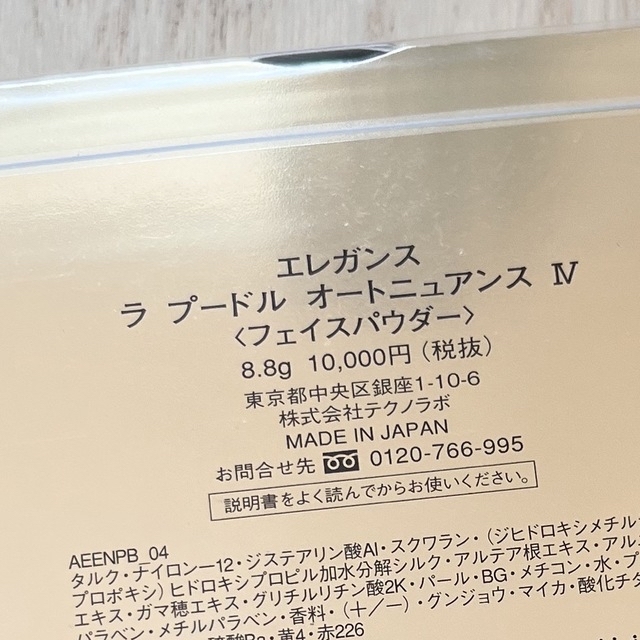 エレガンス
ラ プードル オートニュアンス Ⅳ
〈フェイスパウダー〉
8.8g 10,000円（税抜）
東京都中央区銀座1-10-6
株式会社テクノラボ
MADE IN JAPAN
お問合せ先 0120-766-995
説明書をよく読んでからお使いください。
AEENPB_04
タルク・ナイロン－12・ジステアリン酸Al・スクワラン・（ジヒドロキシメチル
プロポキシ）ヒドロキシプロピル加水分解シルク・アルテア根エキス・アル
エキス・ガマ穂エキス・グリチルリチン酸2K・パール・BG・メチコン・水・プ
パラベン・メチルパラベン・香料・（＋／－）・グンジョウ・マイカ・酸化チタ
硫酸Ba・黄4・赤226